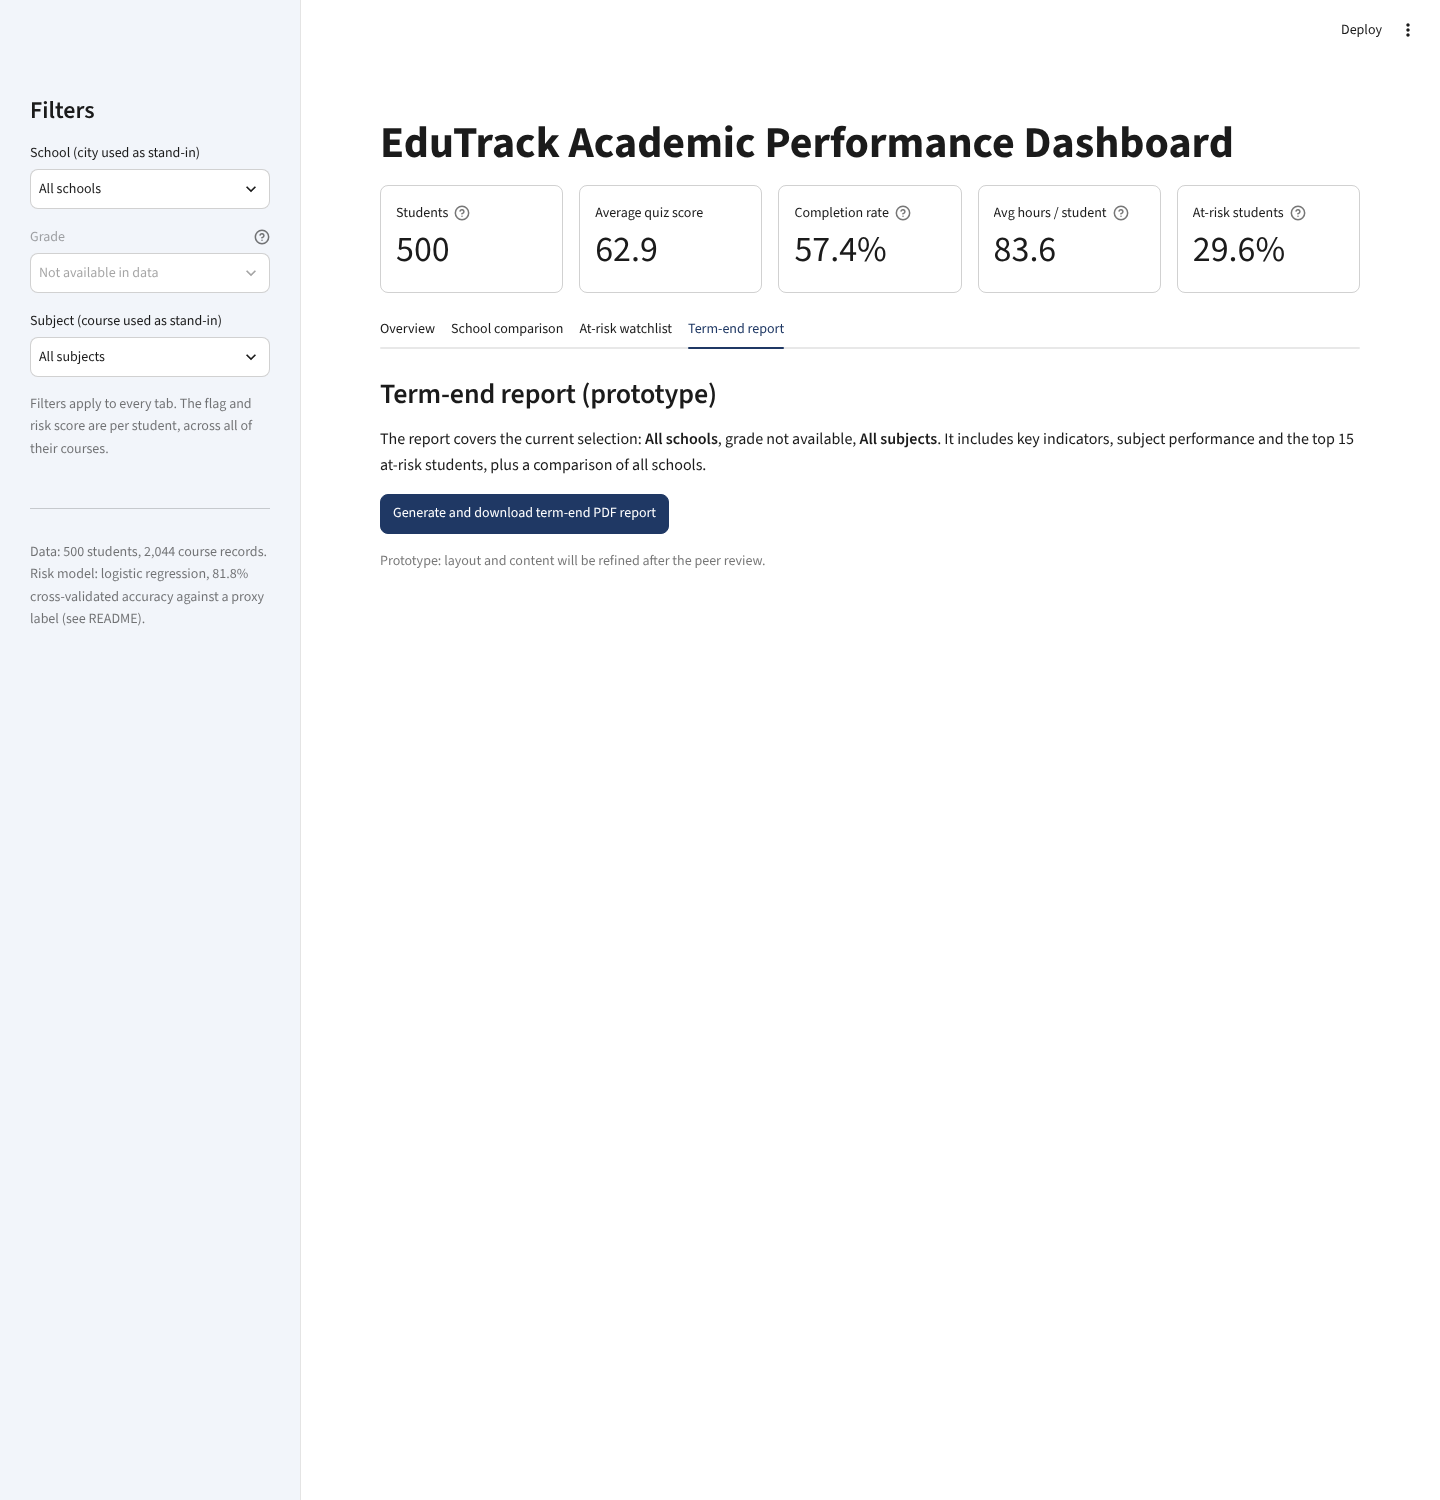 Deploy
Filters
School (city used as stand-in)
All schools
Grade
Not available in data
Subject (course used as stand-in)
All subjects
Filters apply to every tab. The flag and
risk score are per student, across all of
their courses.
Data: 500 students, 2,044 course records.
Risk model: logistic regression, 81.8%
cross-validated accuracy against a proxy
label (see README).
EduTrack Academic Performance Dashboard
Students
500
Average quiz score
62.9
Completion rate
57.4%
Avg hours / student
83.6
At-risk students
29.6%
Overview School comparison At-risk watchlist Term-end report
Term-end report (prototype)
The report covers the current selection: All schools, grade not available, All subjects. It includes key indicators, subject performance and the top 15
at-risk students, plus a comparison of all schools.
Generate and download term-end PDF report
Prototype: layout and content will be refined after the peer review.